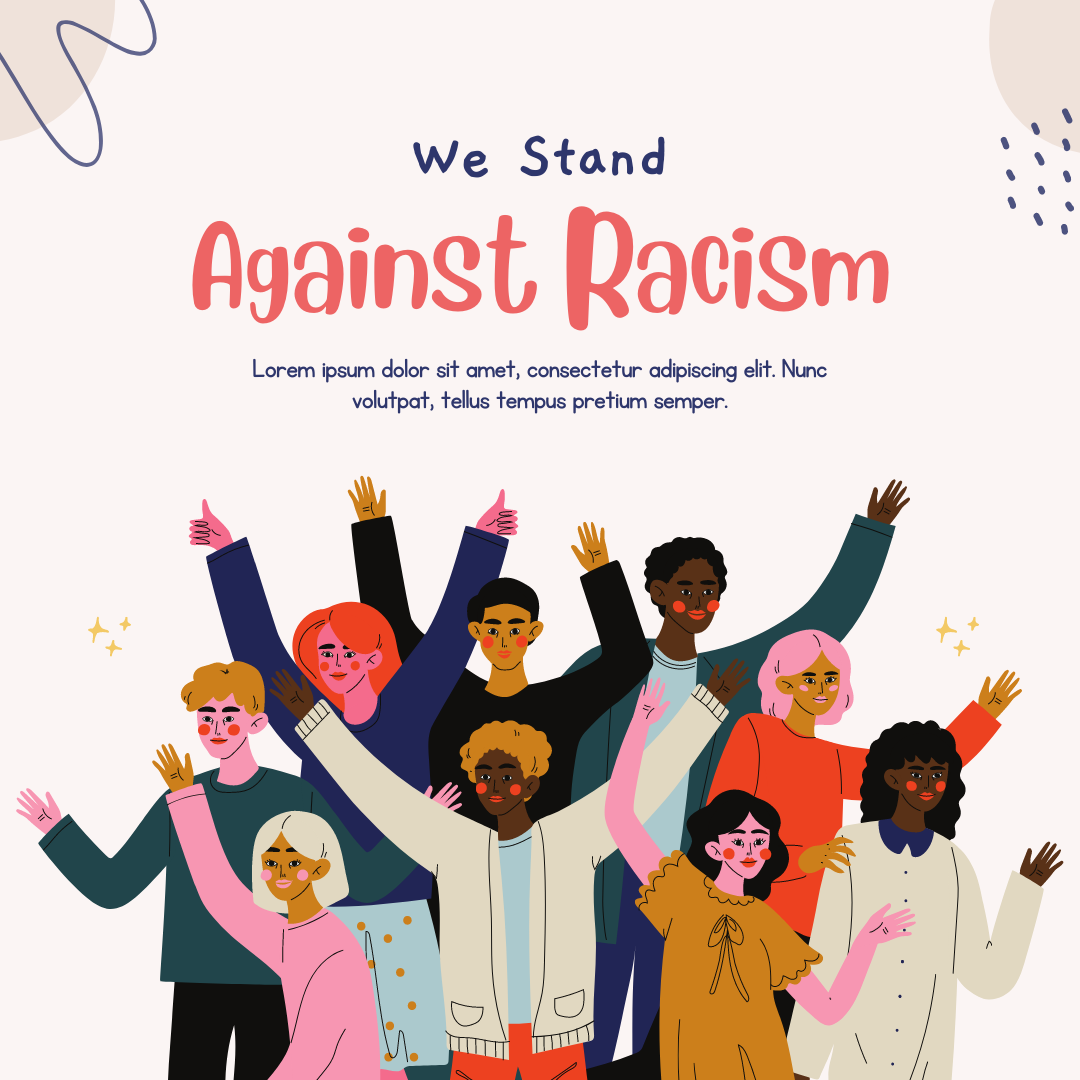 We Stand
Against Racism
Lorem ipsum dolor sit amet, consectetur adipiscing elit. Nunc
volutpat, tellus tempus pretium semper.